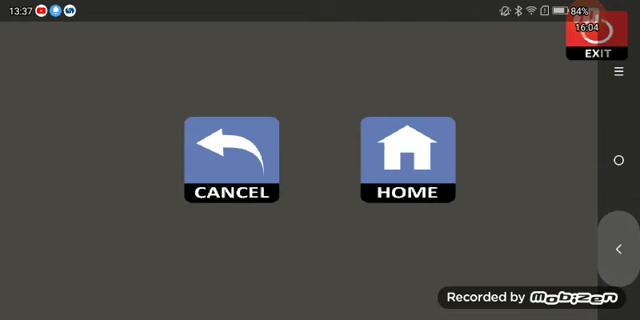 13:37
84%
16:04
EXIT
CANCEL
HOME
Recorded by Mobizen